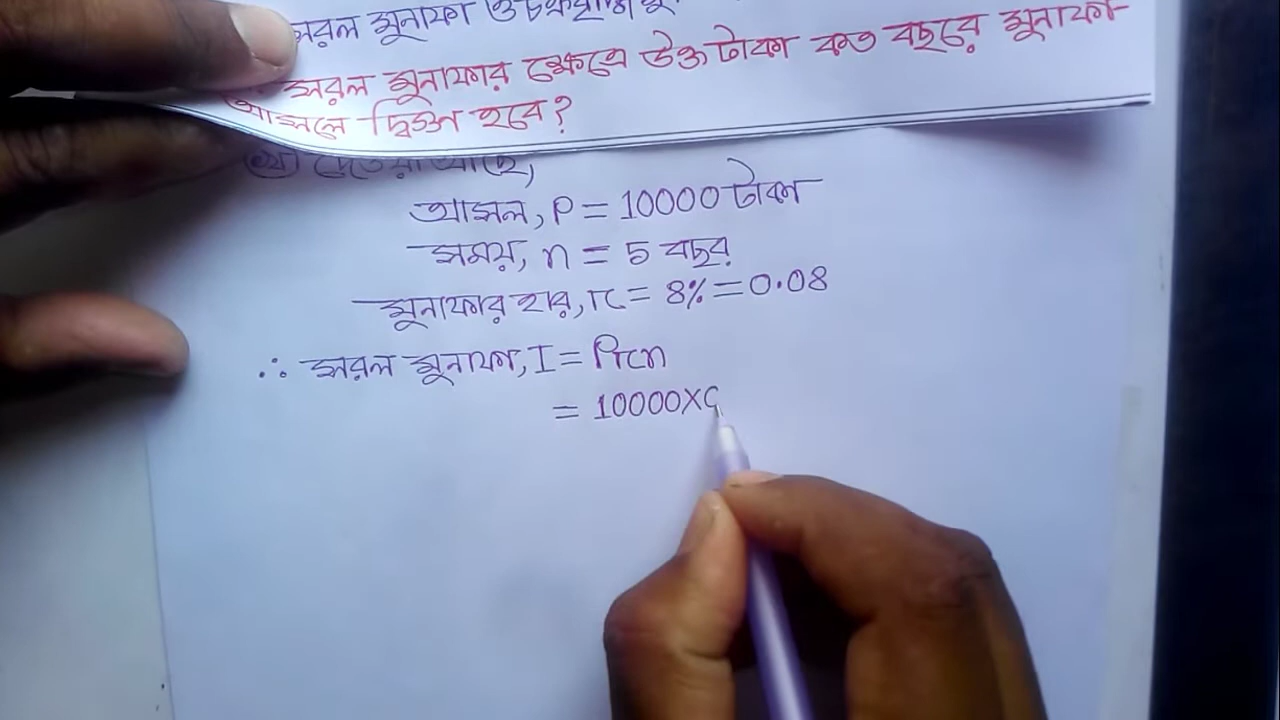 সরল মুনাফা ও চক্রবৃদ্ধি
সরল মুনাফার ক্ষেত্রে উক্ত টাকা কত বছরে মুনাফা
আসলে দ্বিগুন হবে?
(খ) দেওয়া আছে,
আসল, P = 10000 টাকা
সময়, n = 5 বছর
মুনাফার হার, r = 8% = 0.08
∴ সরল মুনাফা, I = Prn
= 10000×0